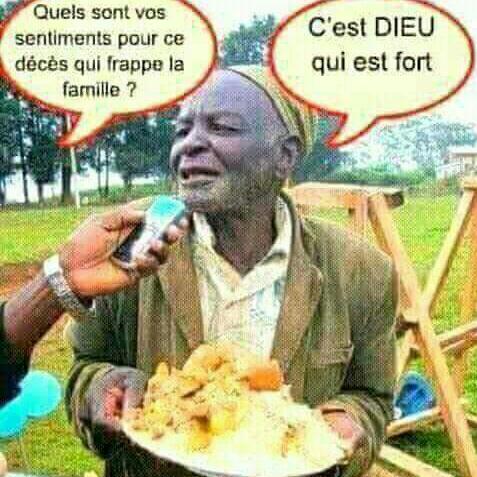 Quels sont vos
sentiments pour ce
décès qui frappe la
famille ?
C'est DIEU
qui est fort